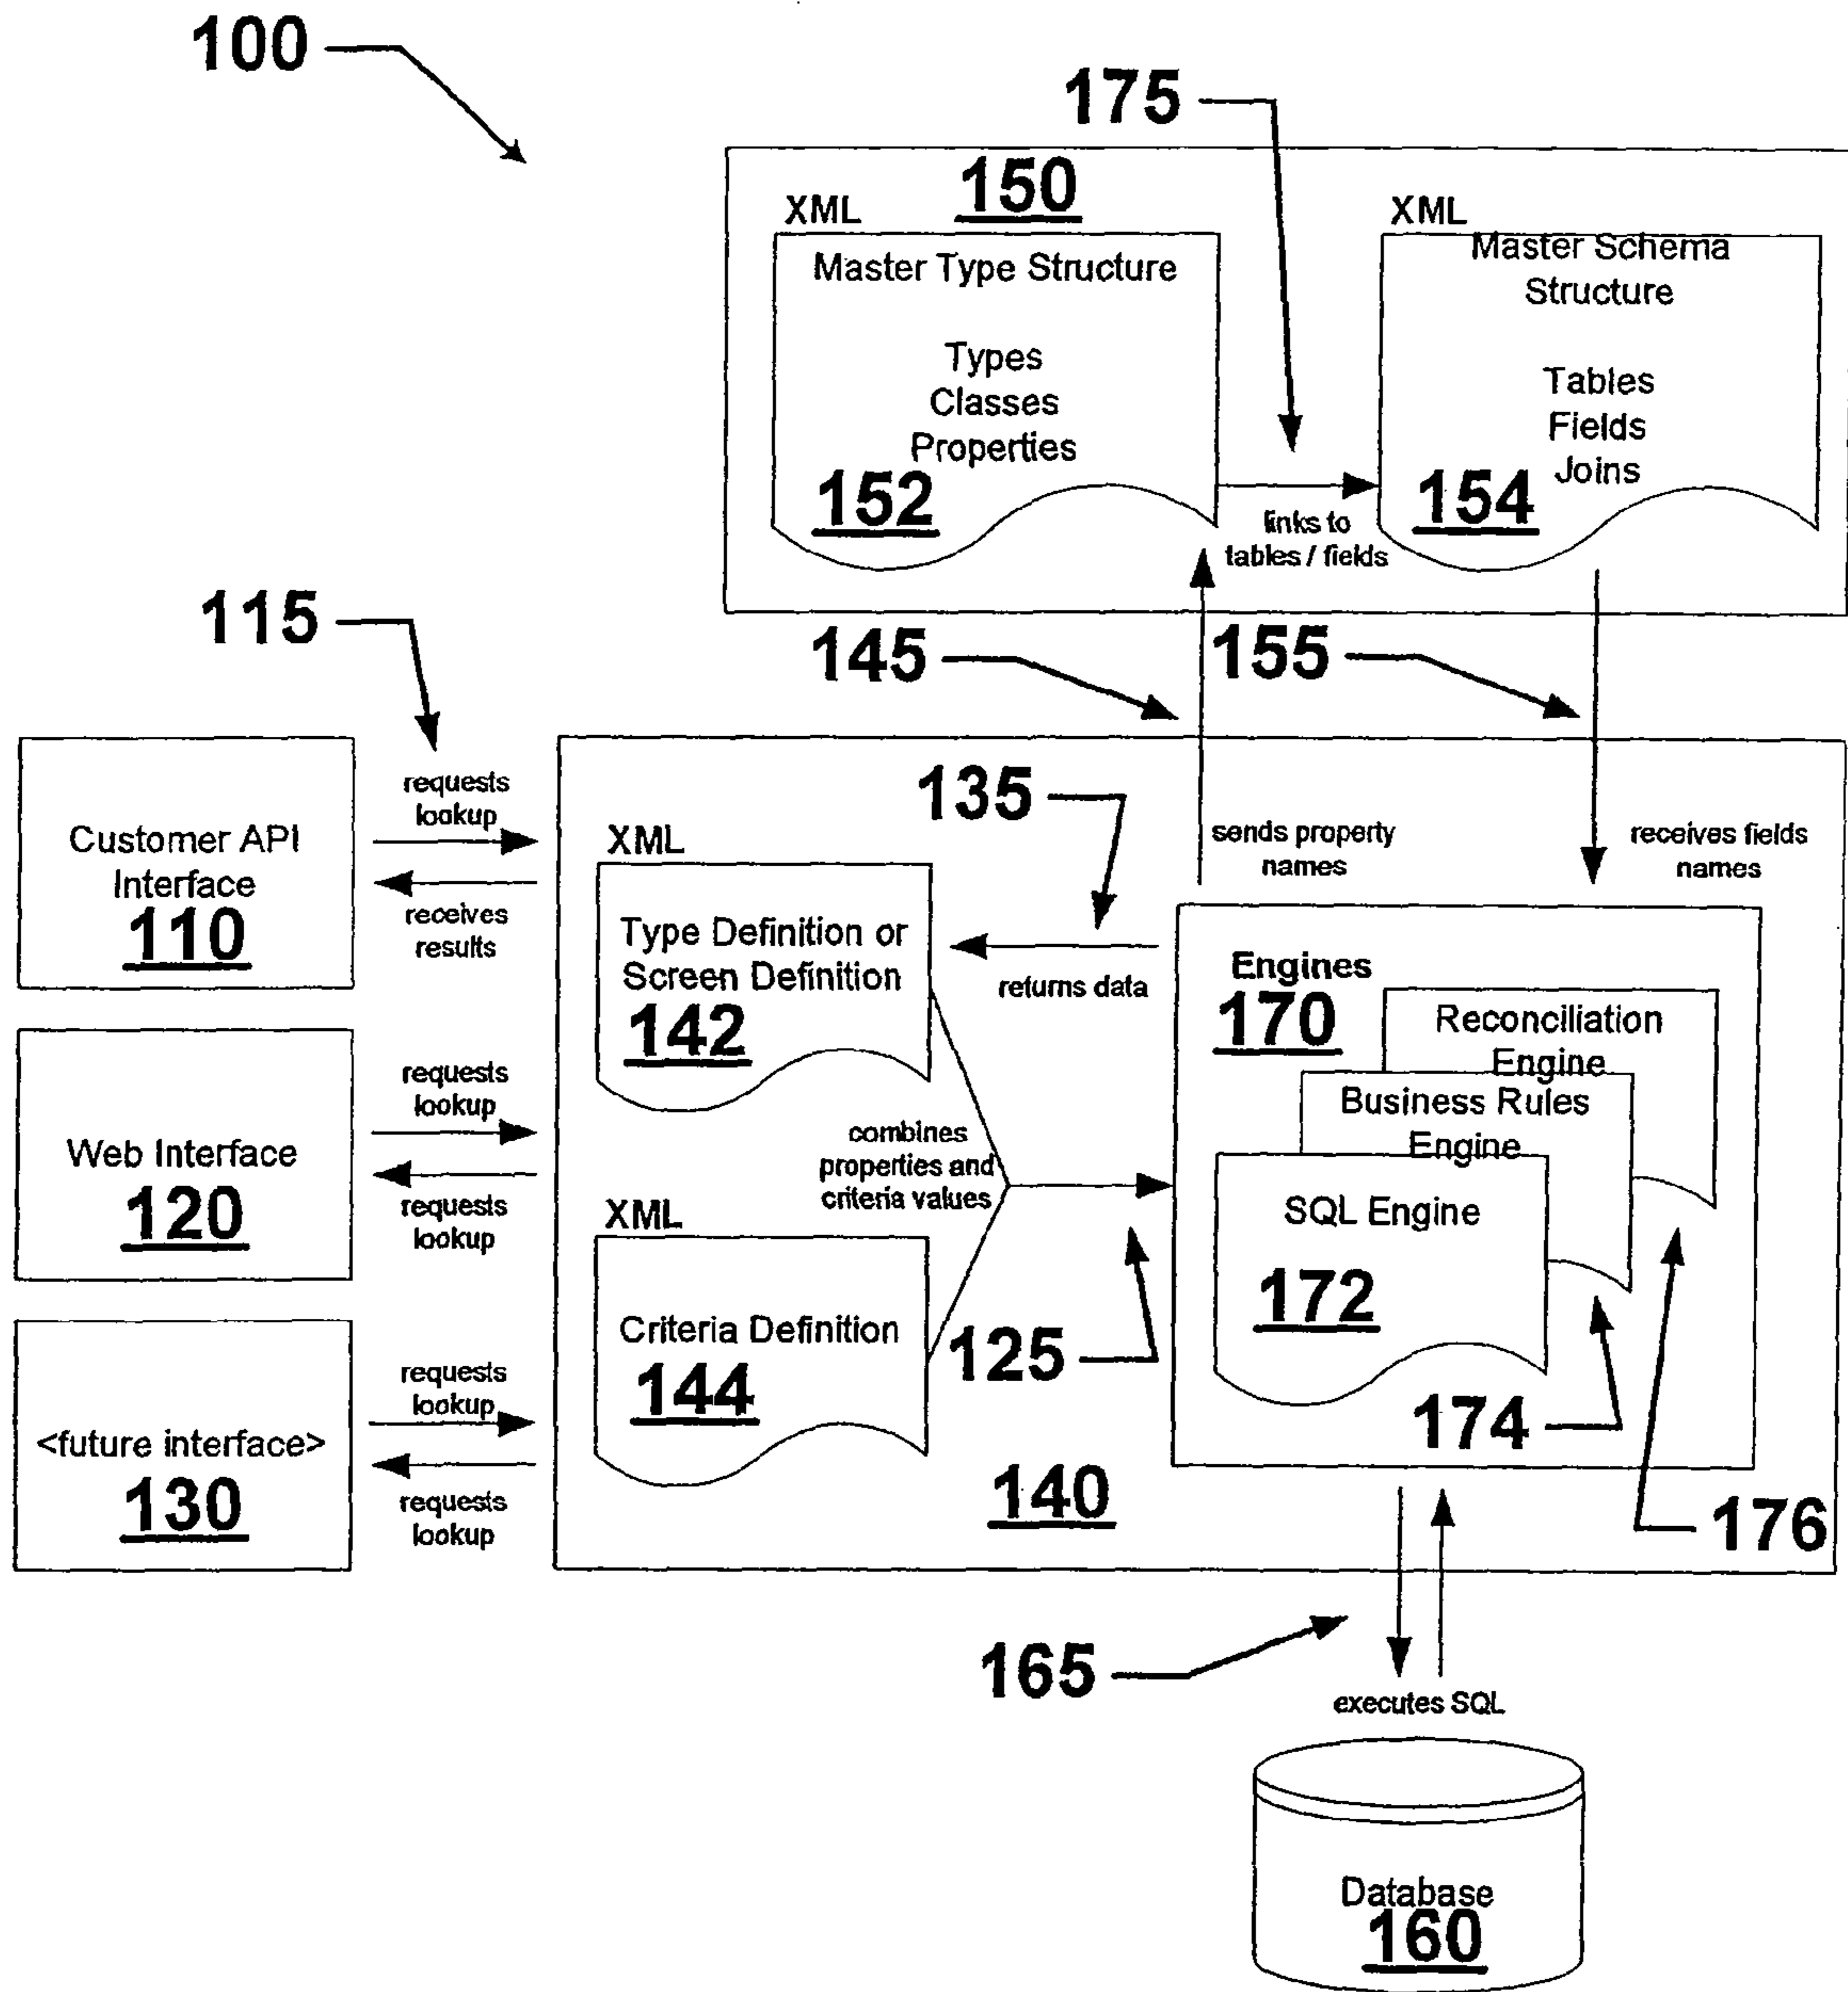 100
175
150
XML
Master Type Structure
Types
Classes
Properties
152
XML
Master Schema
Structure
Tables
Fields
Joins
154
links to
tables / fields
115
145
155
Customer API
Interface
110
requests
lookup
receives
results
Web Interface
120
requests
lookup
requests
lookup
<future interface>
130
requests
lookup
requests
lookup
135
sends property
names
receives fields
names
XML
Type Definition or
Screen Definition
142
returns data
combines
properties and
criteria values
XML
Criteria Definition
144
125
140
Engines
170
Reconciliation
Engine
Business Rules
Engine
SQL Engine
172
174
176
165
executes SQL
Database
160